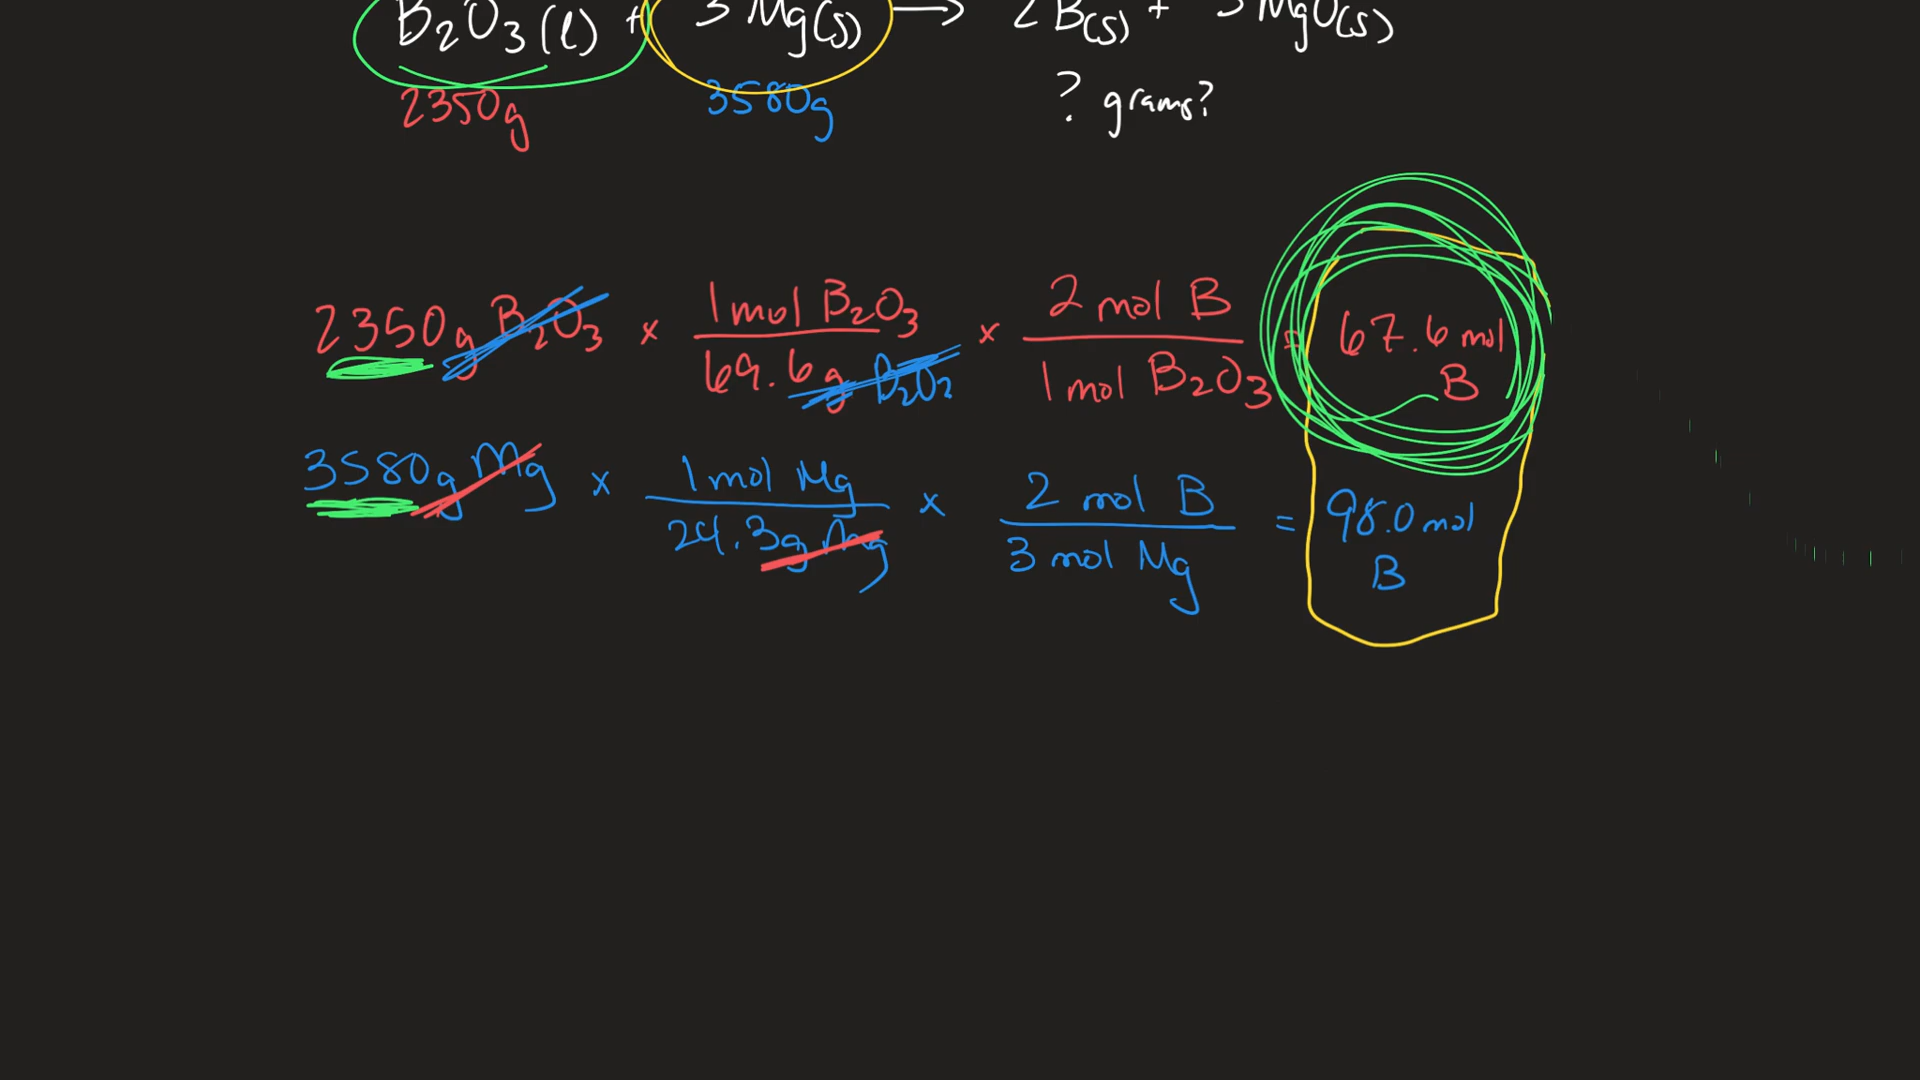 B₂O₃(l) + 3 Mg(s) → 2 B(s) + 3 MgO(s)
2350g 3580g ? grams?
2350g B₂O₃ x 1 mol B₂O₃ / 69.6g B₂O₂ x 2 mol B / 1 mol B₂O₃ = 67.6 mol B
3580g Mg x 1 mol Mg / 24.3g Mg x 2 mol B / 3 mol Mg = 98.0 mol B